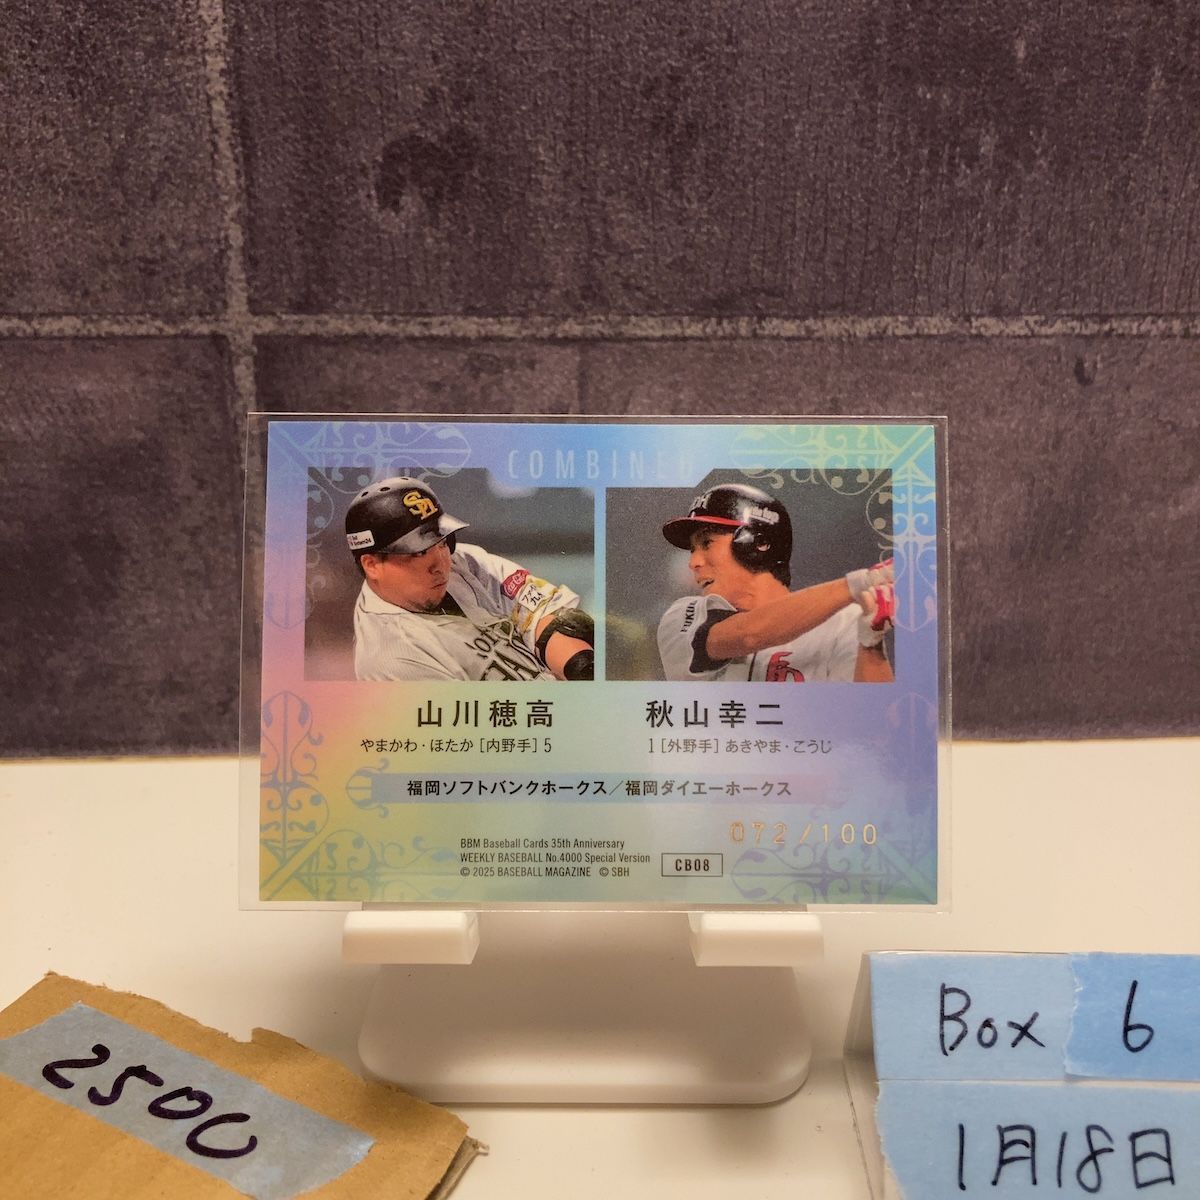 COMBINED
SH
Coca-Cola
山川穂高
秋山幸二
やまかわ・ほたか [内野手] 5
1 [外野手] あきやま・こうじ
福岡ソフトバンクホークス／福岡ダイエーホークス
072/100
BBM Baseball Cards 35th Anniversary
WEEKLY BASEBALL No.4000 Special Version
© 2025 BASEBALL MAGAZINE © SBH
CB08
2500
Box 6
1月18日